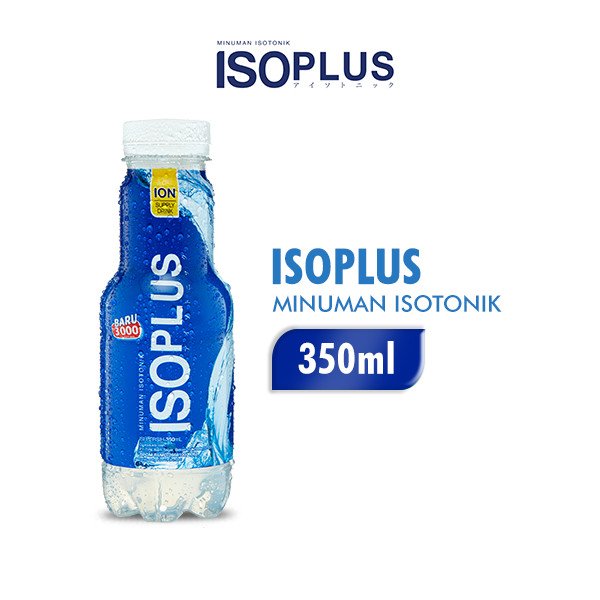 MINUMAN ISOTONIK
ISOPLUS
アイソトニック
ION
SUPPLY
DRINK
ISOPLUS
MINUMAN ISOTONIK
BARU
3000
ISOPLUS
MINUMAN ISOTONIK
350ml